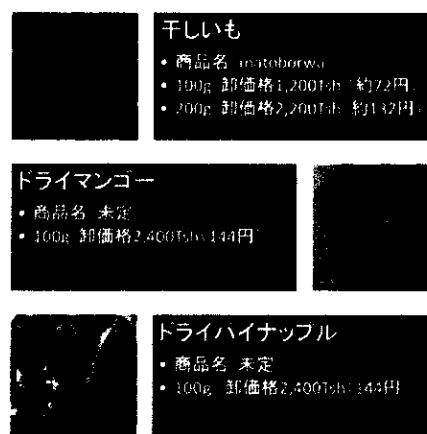 干しいも
• 商品名 matoborwa
• 100g 卸価格1,200Tsh 約72円
• 200g 卸価格2,200Tsh 約132円
ドライマンゴー
• 商品名 未定
• 100g 卸価格2,400Tsh 144円
ドライパイナップル
• 商品名 未定
• 100g 卸価格2,400Tsh 144円